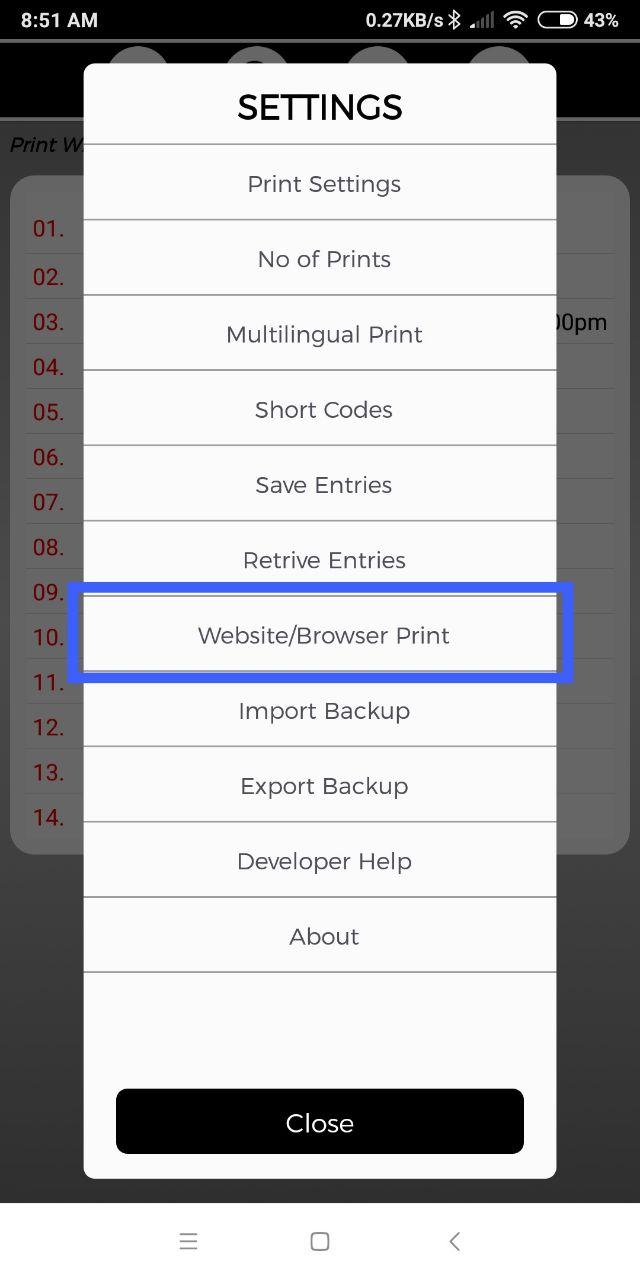 8:51 AM 0.27KB/s 43%
SETTINGS
Print
Print Settings
01.
No of Prints
02.
03. 00pm
Multilingual Print
04.
Short Codes
05.
06.
Save Entries
07.
08.
Retrive Entries
09.
Website/Browser Print
10.
11.
Import Backup
12.
13.
Export Backup
14.
Developer Help
About
Close